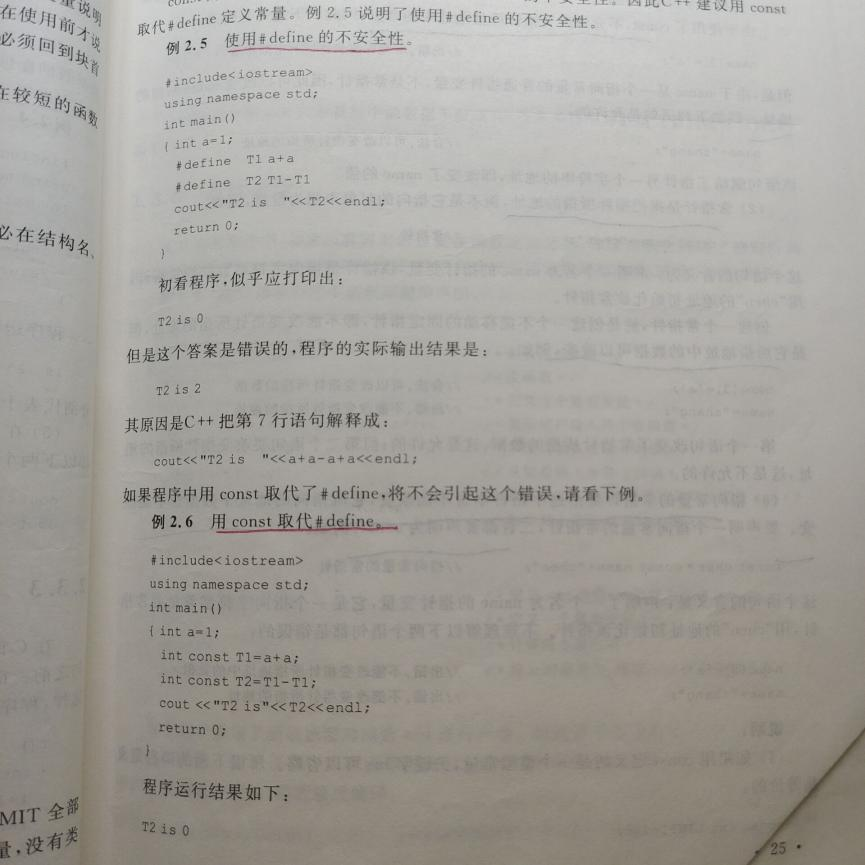 量说明
在使用前才说
必须回到块首
在较短的函数
必在结构名、
MIT 全部
量,没有类
因此C++ 建议用 const
取代#define 定义常量。例 2.5 说明了使用#define 的不安全性。
例 2.5 使用#define 的不安全性。
#include<iostream>
using namespace std;
int main()
{ int a=1;
#define T1 a+a
#define T2 T1-T1
cout<<"T2 is "<<T2<<endl;
return 0;
}
初看程序,似乎应打印出:
T2 is 0
但是这个答案是错误的,程序的实际输出结果是:
T2 is 2
其原因是C++ 把第 7 行语句解释成:
cout<<"T2 is "<<a+a-a+a<<endl;
如果程序中用 const 取代了#define,将不会引起这个错误,请看下例。
例 2.6 用 const 取代#define。
#include<iostream>
using namespace std;
int main()
{ int a=1;
int const T1=a+a;
int const T2=T1-T1;
cout <<"T2 is"<<T2<<endl;
return 0;
}
程序运行结果如下:
T2 is 0
· 25 ·